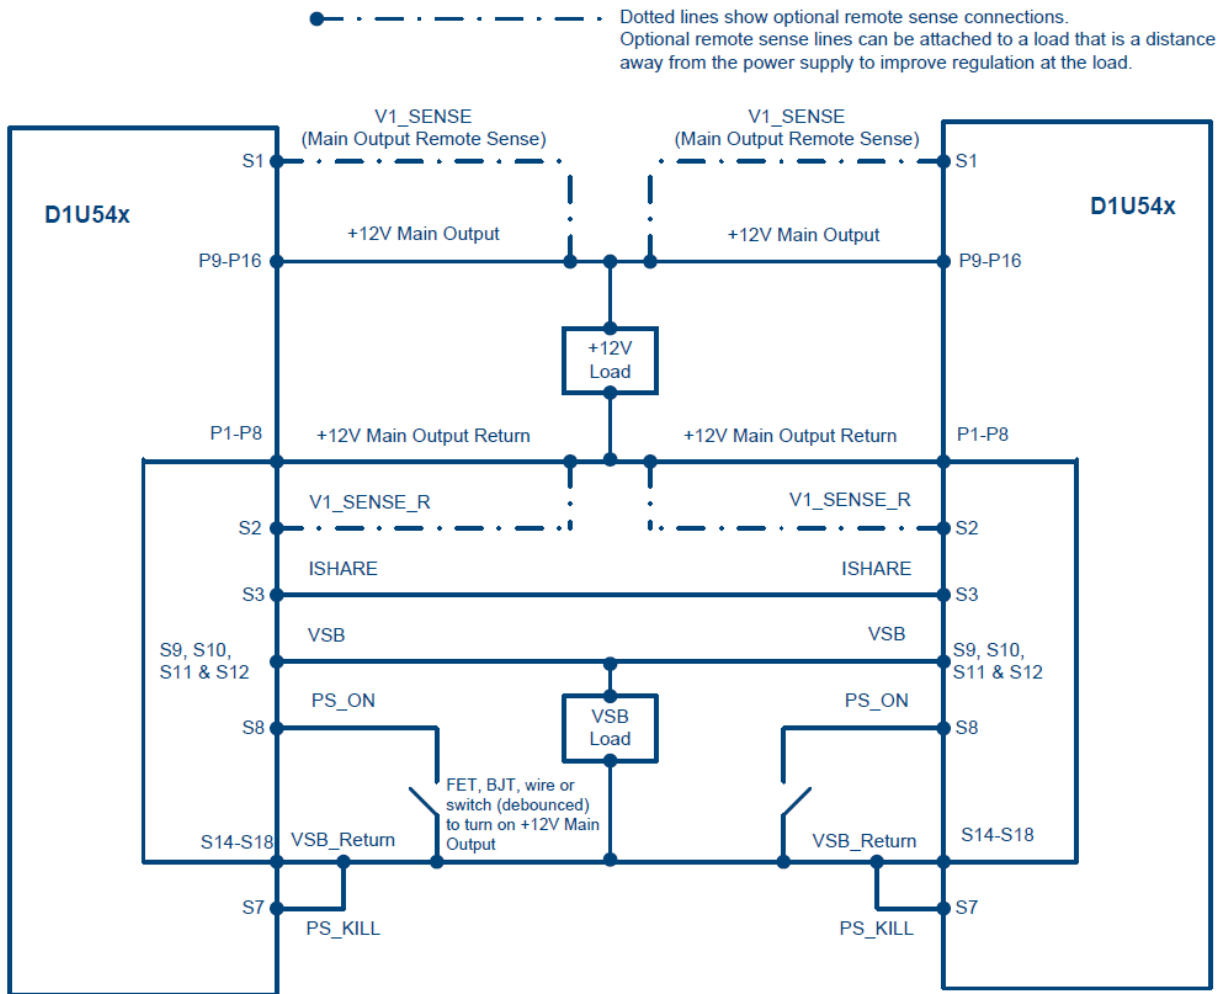 Dotted lines show optional remote sense connections.
Optional remote sense lines can be attached to a load that is a distance
away from the power supply to improve regulation at the load.
V1_SENSE
(Main Output Remote Sense)
V1_SENSE
(Main Output Remote Sense)
S1
S1
D1U54x
D1U54x
+12V Main Output
+12V Main Output
P9-P16
P9-P16
+12V
Load
P1-P8
+12V Main Output Return
+12V Main Output Return
P1-P8
V1_SENSE_R
V1_SENSE_R
S2
S2
ISHARE
ISHARE
S3
S3
VSB
VSB
S9, S10,
S11 & S12
S9, S10,
S11 & S12
PS_ON
PS_ON
S8
S8
VSB
Load
FET, BJT, wire or
switch (debounced)
to turn on +12V Main
Output
S14-S18
VSB_Return
VSB_Return
S14-S18
S7
S7
PS_KILL
PS_KILL